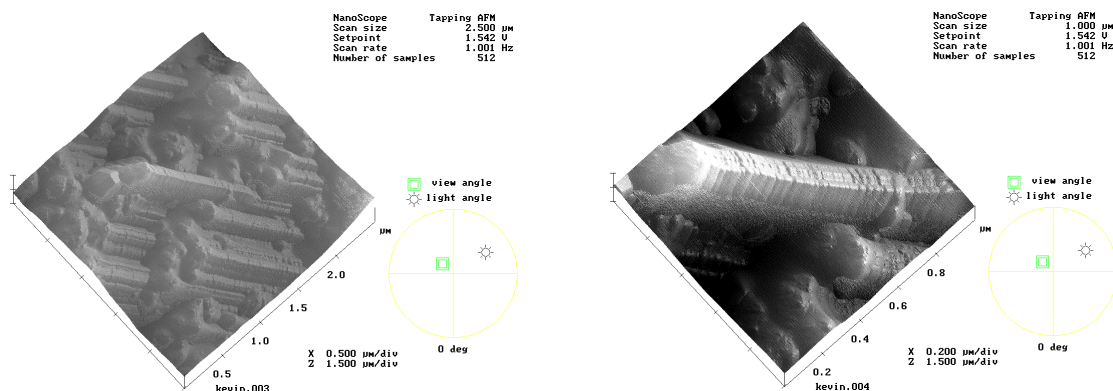 NanoScope Tapping AFM
Scan size 2.500 µm
Setpoint 1.542 V
Scan rate 1.001 Hz
Number of samples 512
view angle
light angle
µm
2.0
1.5
1.0
0.5
X 0.500 µm/div
Z 1.500 µm/div
0 deg
kevin.003
NanoScope Tapping AFM
Scan size 1.000 µm
Setpoint 1.542 V
Scan rate 1.001 Hz
Number of samples 512
view angle
light angle
µm
0.8
0.6
0.4
0.2
X 0.200 µm/div
Z 1.500 µm/div
0 deg
kevin.004